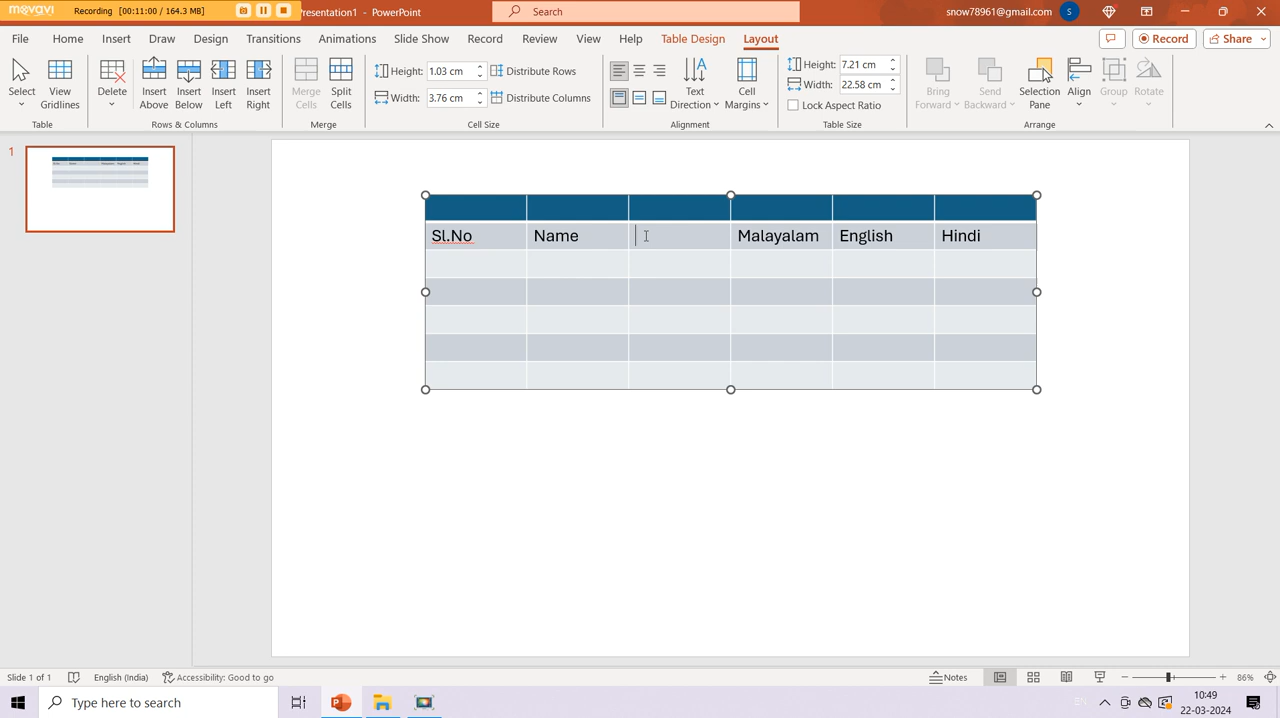 movavi Recording [00:11:00 / 164.3 MB] resentation1 - PowerPoint Search snow78961@gmail.com S
File Home Insert Draw Design Transitions Animations Slide Show Record Review View Help Table Design Layout Record Share
Height: 1.03 cm Distribute Rows Height: 7.21 cm
Width: 3.76 cm Distribute Columns Width: 22.58 cm
Lock Aspect Ratio
Select View Gridlines Delete Insert Above Insert Below Insert Left Insert Right Merge Cells Split Cells Text Direction Cell Margins Bring Forward Send Backward Selection Pane Align Group Rotate
Table Rows & Columns Merge Cell Size Alignment Table Size Arrange
1
Sl.No Name Malayalam English Hindi
Slide 1 of 1 English (India) Accessibility: Good to go Notes 86%
Type here to search EN 10:49
22-03-2024